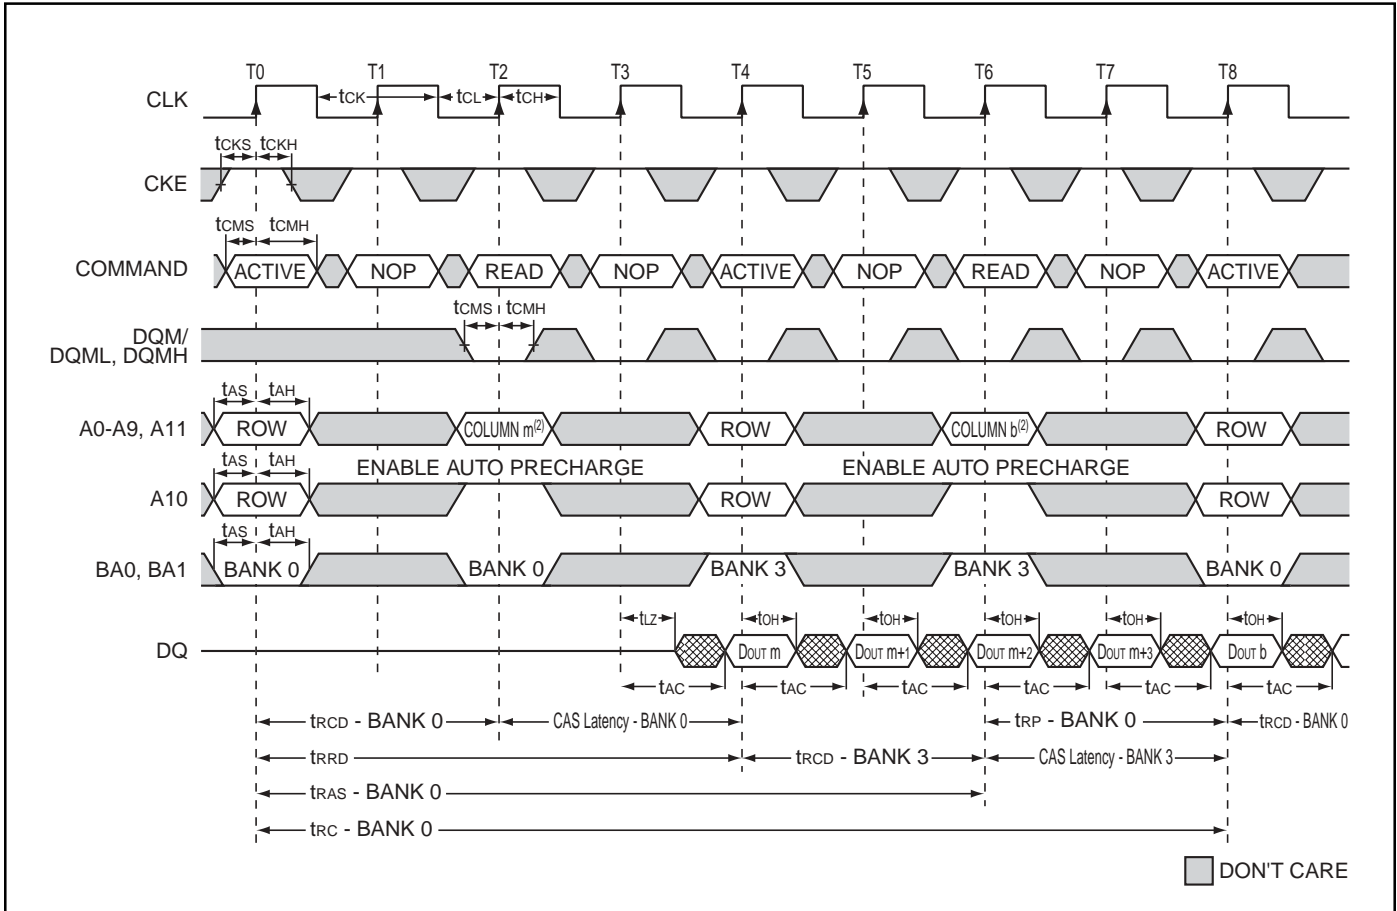 T0 T1 T2 T3 T4 T5 T6 T7 T8
CLK tCK tCL tCH
tCKS tCKH
CKE
tCMS tCMH
COMMAND ACTIVE NOP READ NOP ACTIVE NOP READ NOP ACTIVE
tCMS tCMH
DQM/
DQML, DQMH
tAS tAH
A0-A9, A11 ROW COLUMN m(2) ROW COLUMN b(2) ROW
tAS tAH ENABLE AUTO PRECHARGE ENABLE AUTO PRECHARGE
A10 ROW ROW ROW
tAS tAH
BA0, BA1 BANK 0 BANK 0 BANK 3 BANK 3 BANK 0
tLZ tOH tOH tOH tOH tOH
DQ DOUT m DOUT m+1 DOUT m+2 DOUT m+3 DOUT b
tAC tAC tAC tAC tAC tAC
tRCD - BANK 0 CAS Latency - BANK 0 tRP - BANK 0 tRCD - BANK 0
tRRD tRCD - BANK 3 CAS Latency - BANK 3
tRAS - BANK 0
tRC - BANK 0
DON'T CARE